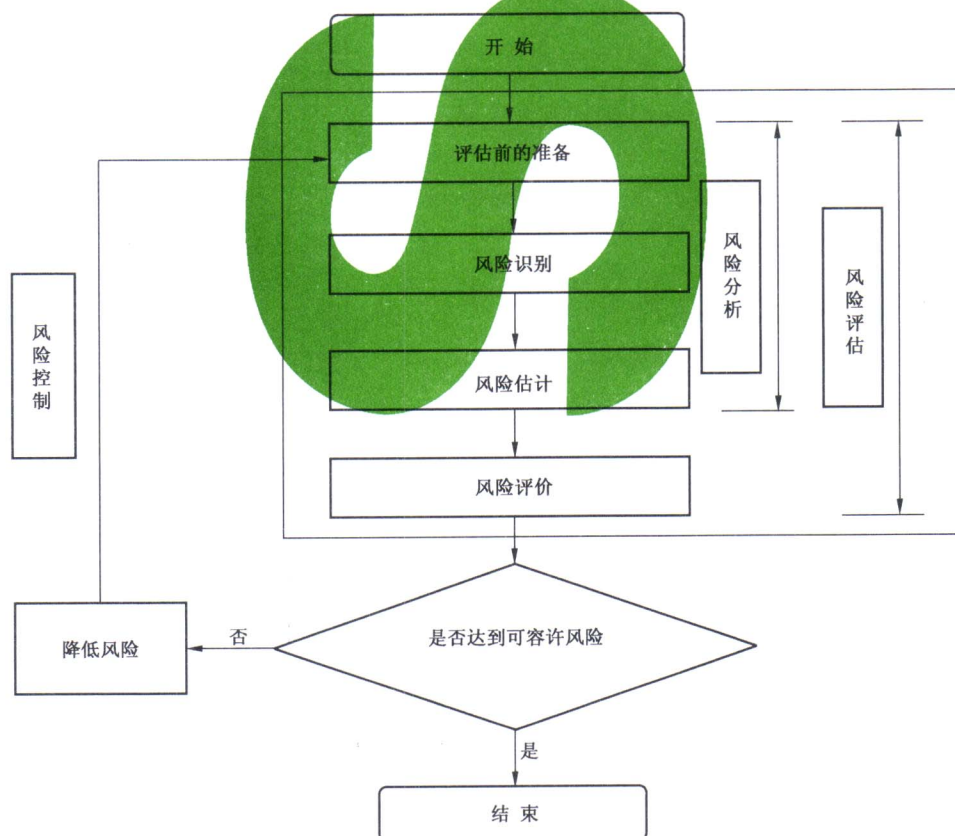 开 始
评估前的准备
风险识别
风险估计
风险评价
风险分析
风险评估
风险控制
是否达到可容许风险
否
降低风险
是
结 束